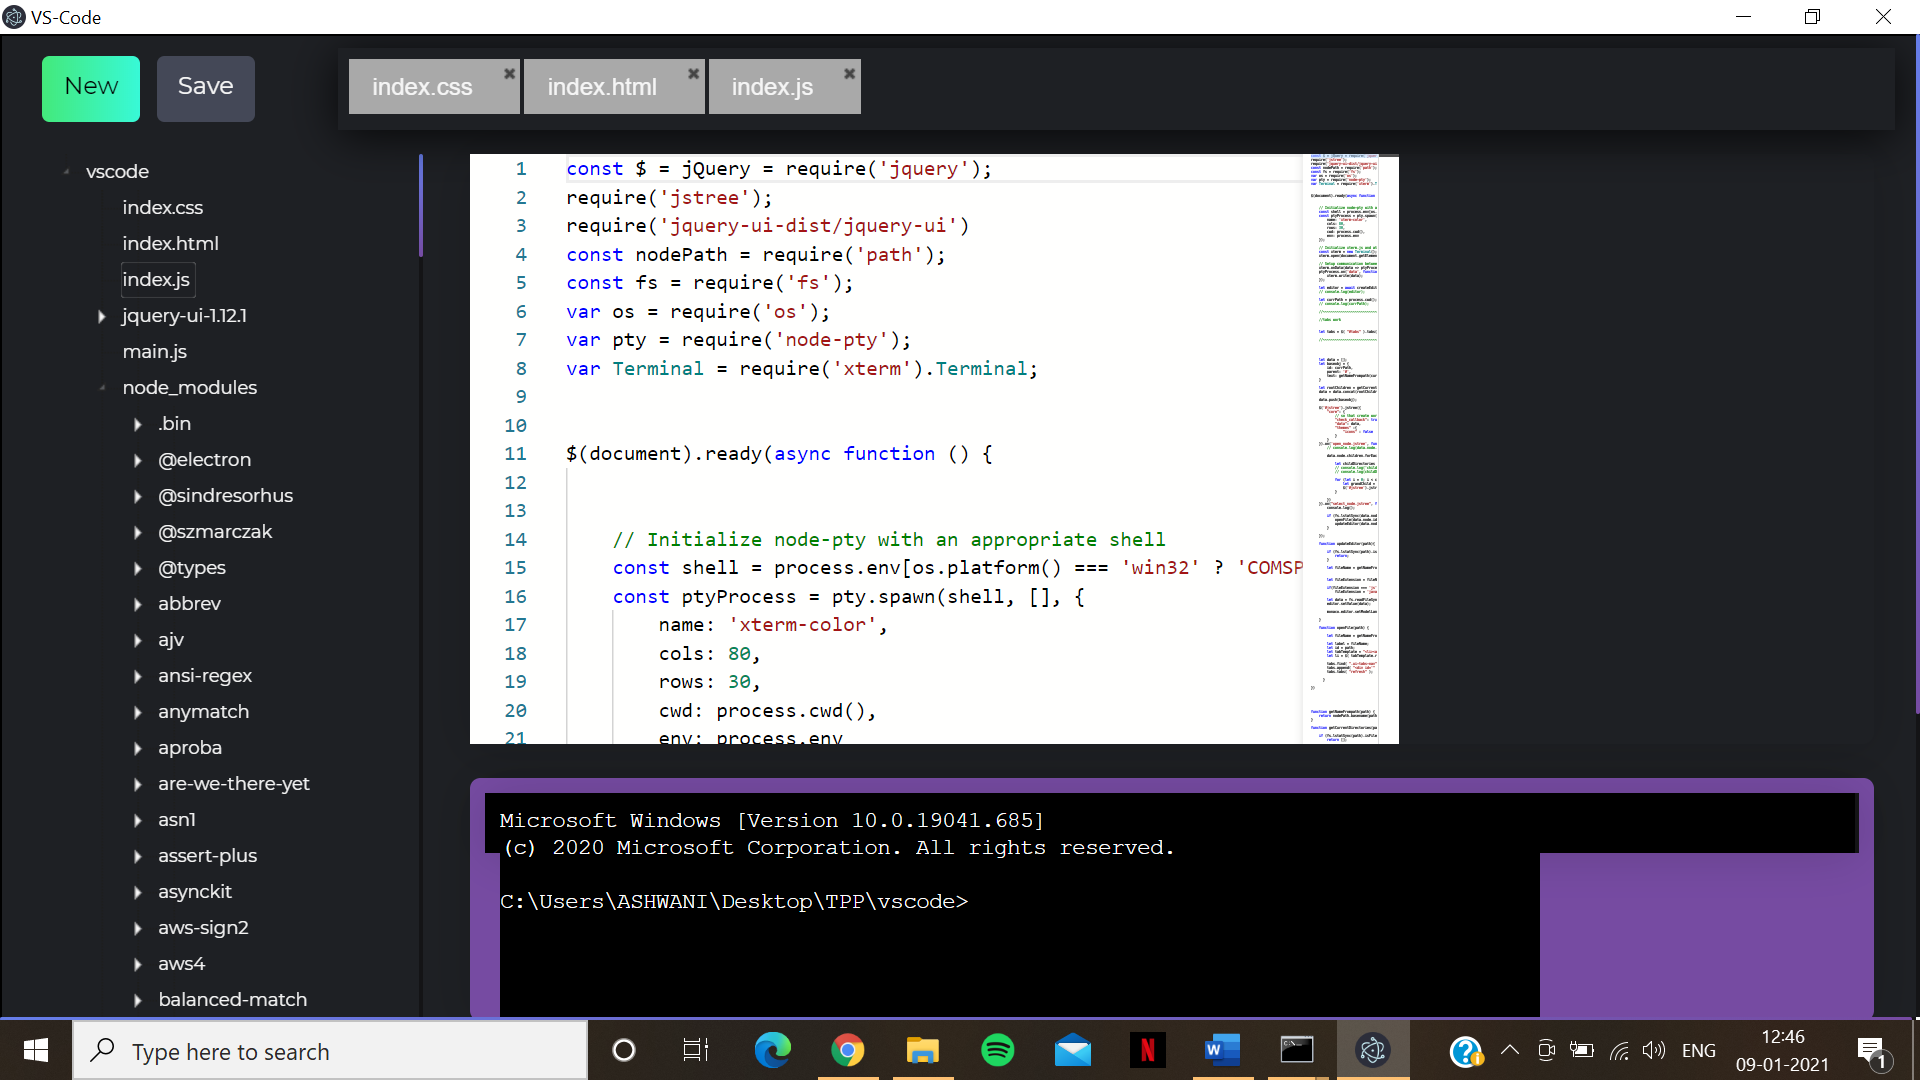 VS-Code
New
Save
index.css
index.html
index.js
vscode
index.css
index.html
index.js
jquery-ui-1.12.1
main.js
node_modules
.bin
@electron
@sindresorhus
@szmarczak
@types
abbrev
ajv
ansi-regex
anymatch
aproba
are-we-there-yet
asn1
assert-plus
asynckit
aws-sign2
aws4
balanced-match
1 const $ = jQuery = require('jquery');
2 require('jstree');
3 require('jquery-ui-dist/jquery-ui')
4 const nodePath = require('path');
5 const fs = require('fs');
6 var os = require('os');
7 var pty = require('node-pty');
8 var Terminal = require('xterm').Terminal;
9
10
11 $(document).ready(async function () {
12
13
14 // Initialize node-pty with an appropriate shell
15 const shell = process.env[os.platform() === 'win32' ? 'COMSP
16 const ptyProcess = pty.spawn(shell, [], {
17 name: 'xterm-color',
18 cols: 80,
19 rows: 30,
20 cwd: process.cwd(),
21 env: process.env
Microsoft Windows [Version 10.0.19041.685]
(c) 2020 Microsoft Corporation. All rights reserved.
C:\Users\ASHWANI\Desktop\TPP\vscode>
Type here to search
ENG
12:46
09-01-2021
1